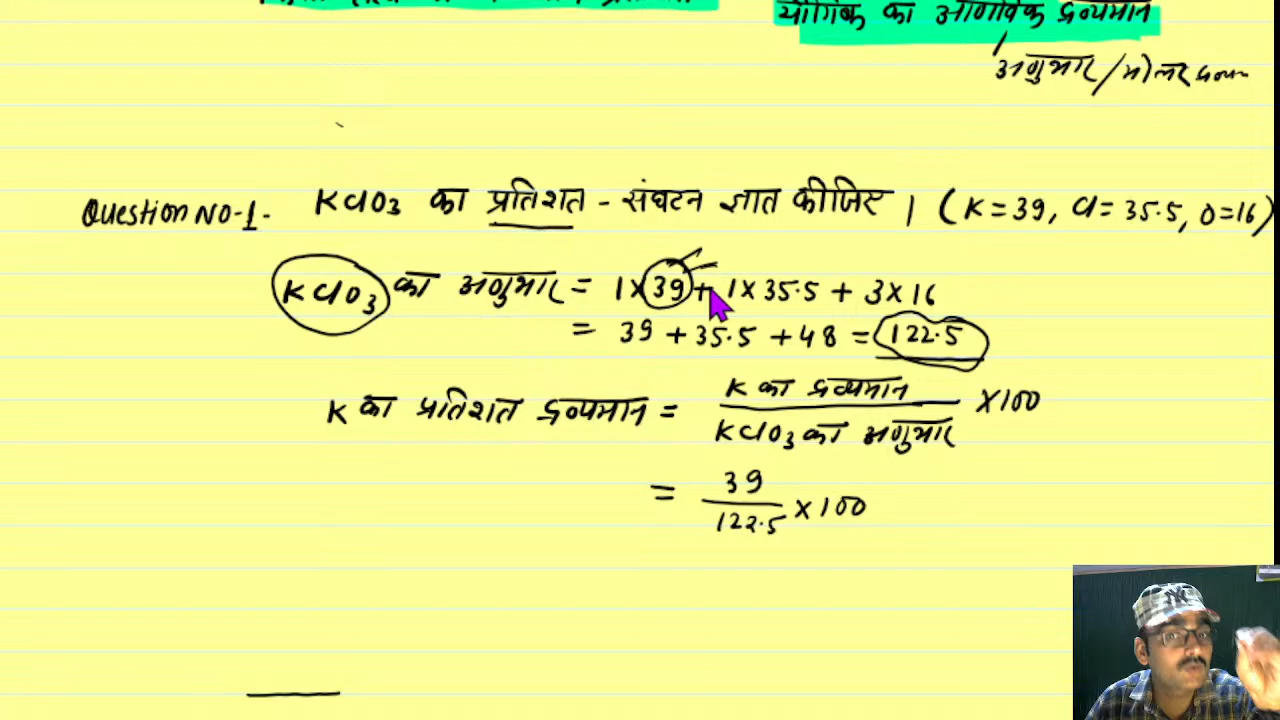 यौगिक का आणविक द्रव्यमान
अणुभार/मोलर
Question No-1. KClO3 का प्रतिशत - संघटन ज्ञात कीजिए | (K=39, Cl=35.5, O=16)
KClO3 का अणुभार = 1×39 + 1×35.5 + 3×16
= 39 + 35.5 + 48 = 122.5
K का प्रतिशत द्रव्यमान = K का द्रव्यमान / KClO3 का अणुभार ×100
= 39 / 122.5 ×100